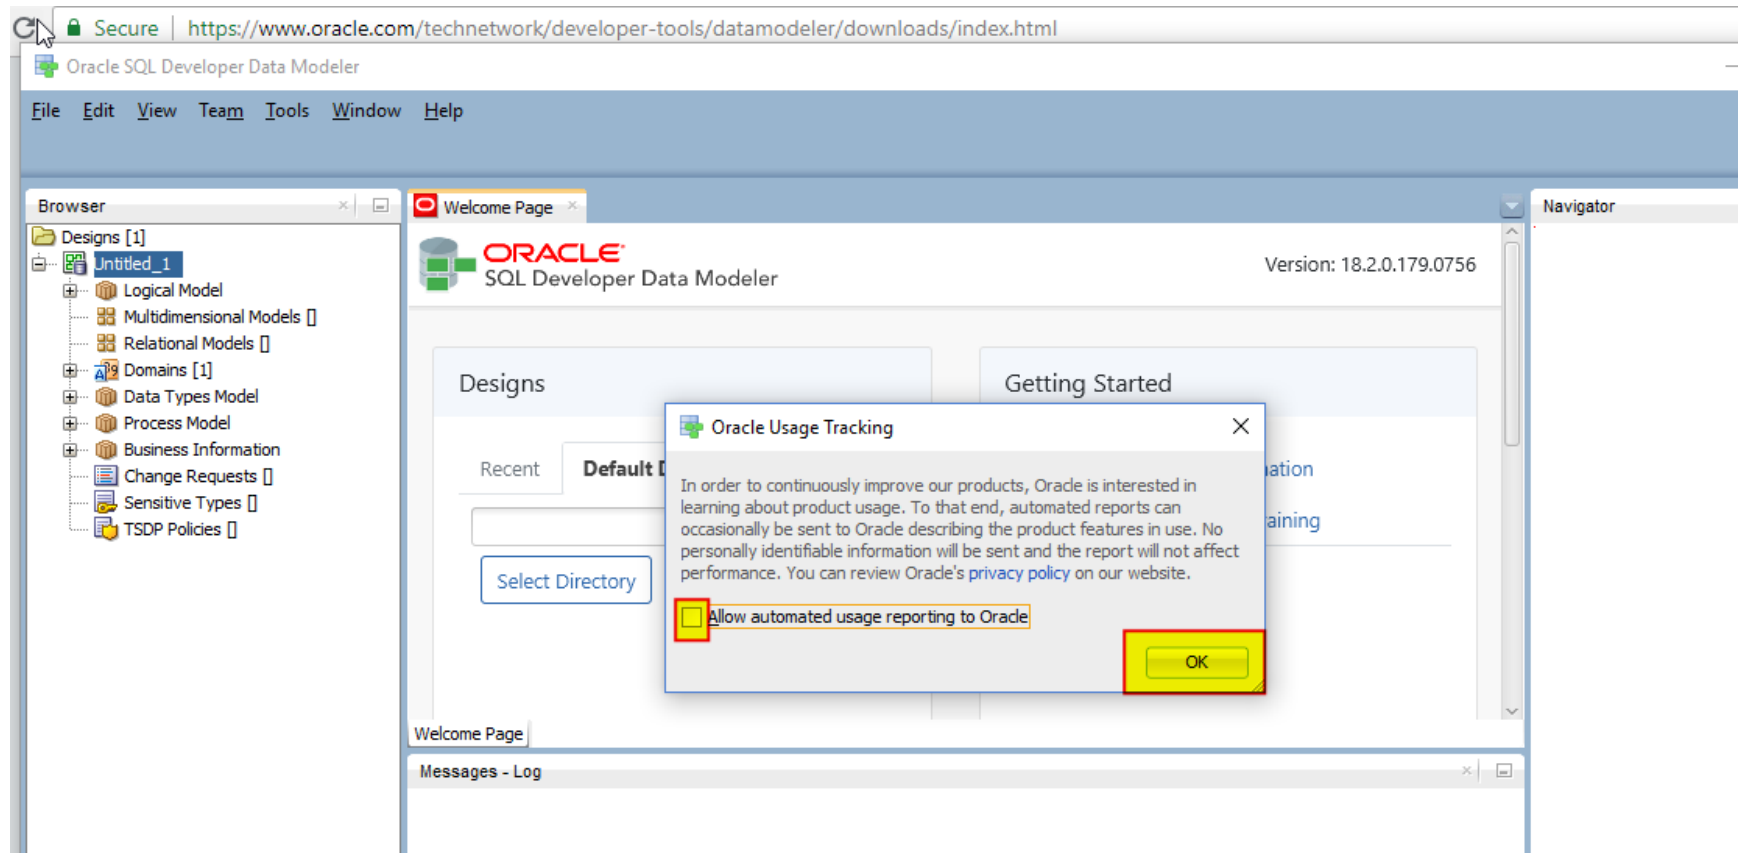 Secure | https://www.oracle.com/technetwork/developer-tools/datamodeler/downloads/index.html
Oracle SQL Developer Data Modeler
File Edit View Team Tools Window Help
Browser
Designs [1]
Untitled_1
Logical Model
Multidimensional Models []
Relational Models []
Domains [1]
Data Types Model
Process Model
Business Information
Change Requests []
Sensitive Types []
TSDP Policies []
Welcome Page
ORACLE
SQL Developer Data Modeler
Version: 18.2.0.179.0756
Designs
Getting Started
Recent
Default
Select Directory
Oracle Usage Tracking
In order to continuously improve our products, Oracle is interested in
learning about product usage. To that end, automated reports can
occasionally be sent to Oracle describing the product features in use. No
personally identifiable information will be sent and the report will not affect
performance. You can review Oracle's privacy policy on our website.
Allow automated usage reporting to Oracle
OK
Welcome Page
Messages - Log
Navigator